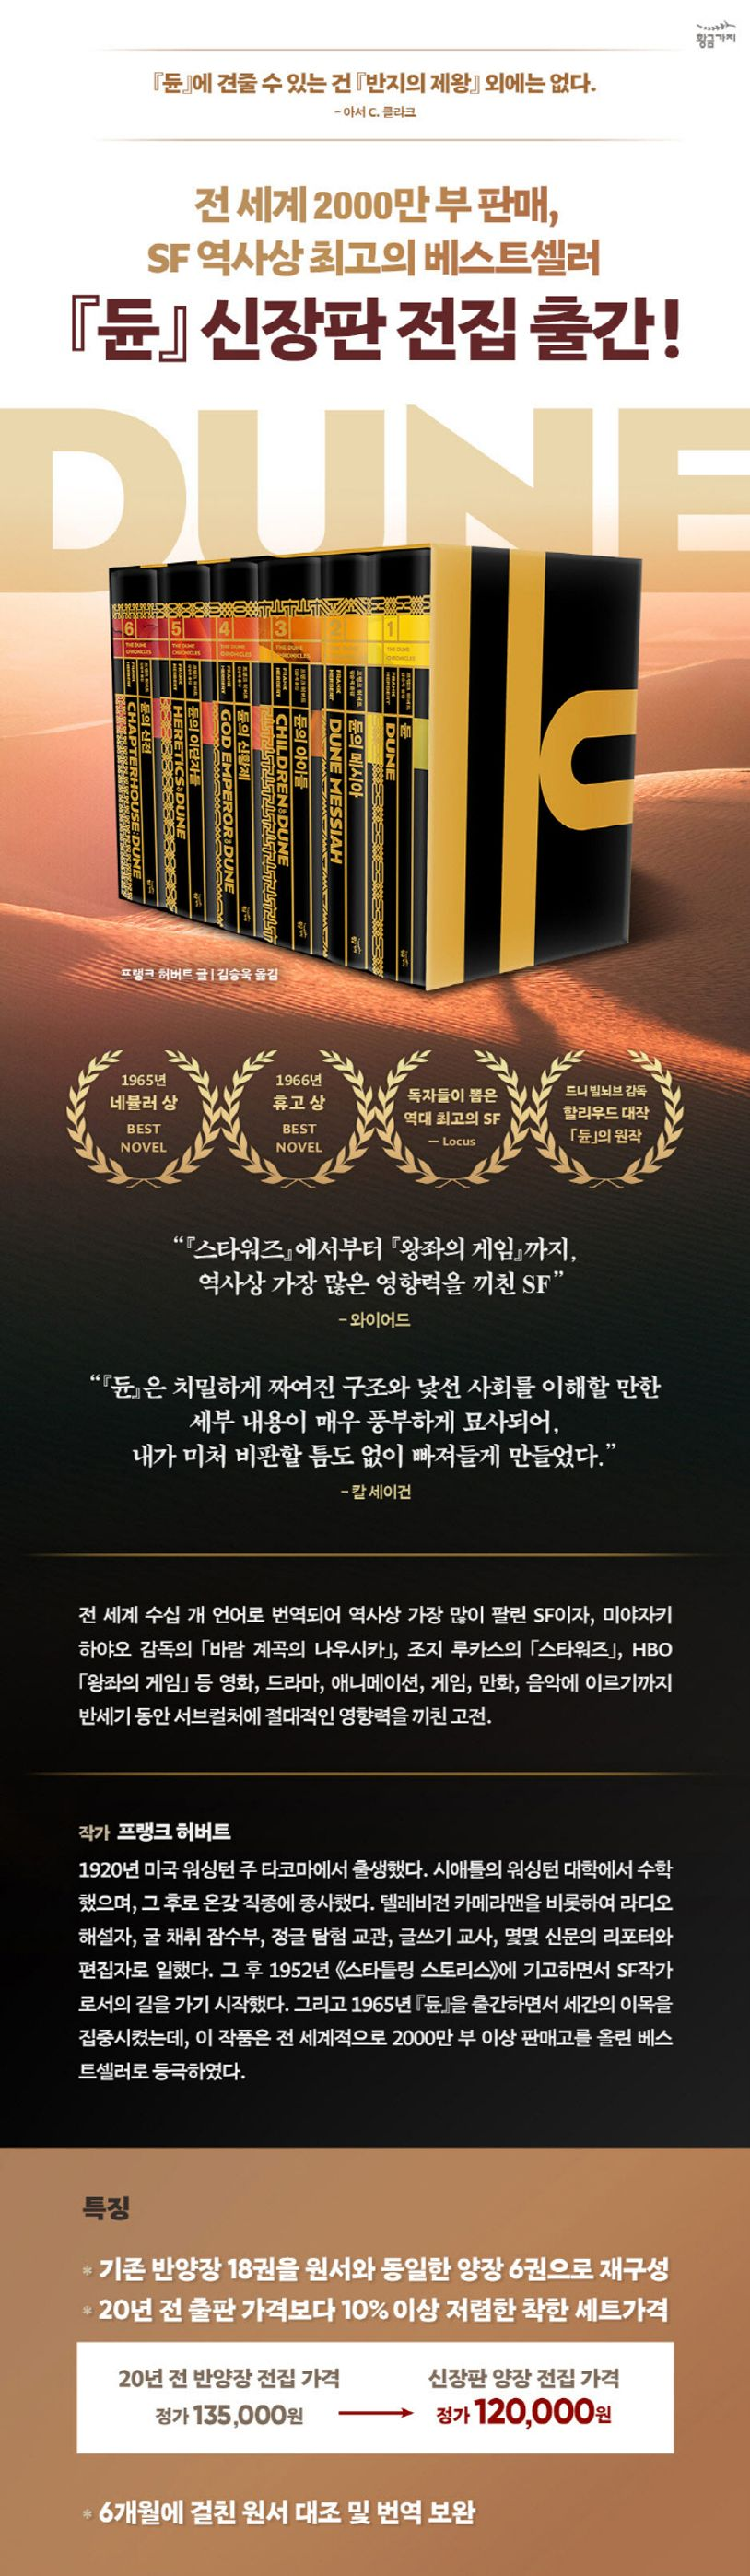 황금가지
『듄』에 견줄 수 있는 건 『반지의 제왕』 외에는 없다.
- 아서 C. 클라크
전 세계 2000만 부 판매,
SF 역사상 최고의 베스트셀러
『듄』 신장판 전집 출간!
DUNE
6
5
4
3
2
1
THE DUNE CHRONICLES
THE DUNE CHRONICLES
THE DUNE CHRONICLES
THE DUNE CHRONICLES
THE DUNE CHRONICLES
THE DUNE CHRONICLES
FRANK HERBERT
FRANK HERBERT
FRANK HERBERT
FRANK HERBERT
FRANK HERBERT
FRANK HERBERT
듄의 신전
CHAPTERHOUSE: DUNE
듄의 이단자들
HERETICS OF DUNE
듄의 신황제
GOD EMPEROR OF DUNE
듄의 아이들
CHILDREN OF DUNE
듄의 메시아
DUNE MESSIAH
듄
DUNE
프랭크 허버트 글 | 김승욱 옮김
1965년
네뷸러 상
BEST
NOVEL
1966년
휴고 상
BEST
NOVEL
독자들이 뽑은
역대 최고의 SF
— Locus
드니 빌뇌브 감독
할리우드 대작
「듄」의 원작
“『스타워즈』에서부터 『왕좌의 게임』까지,
역사상 가장 많은 영향력을 끼친 SF”
- 와이어드
“『듄』은 치밀하게 짜여진 구조와 낯선 사회를 이해할 만한
세부 내용이 매우 풍부하게 묘사되어,
내가 미처 비판할 틈도 없이 빠져들게 만들었다.”
- 칼 세이건
전 세계 수십 개 언어로 번역되어 역사상 가장 많이 팔린 SF이자, 미야자키
하야오 감독의 「바람 계곡의 나우시카」, 조지 루카스의 「스타워즈」, HBO
「왕좌의 게임」 등 영화, 드라마, 애니메이션, 게임, 만화, 음악에 이르기까지
반세기 동안 서브컬처에 절대적인 영향력을 끼친 고전.
작가 프랭크 허버트
1920년 미국 워싱턴 주 타코마에서 출생했다. 시애틀의 워싱턴 대학에서 수학
했으며, 그 후로 온갖 직종에 종사했다. 텔레비전 카메라맨을 비롯하여 라디오
해설자, 굴 채취 잠수부, 정글 탐험 교관, 글쓰기 교사, 몇몇 신문의 리포터와
편집자로 일했다. 그 후 1952년 《스타틀링 스토리스》에 기고하면서 SF작가
로서의 길을 가기 시작했다. 그리고 1965년 『듄』을 출간하면서 세간의 이목을
집중시켰는데, 이 작품은 전 세계적으로 2000만 부 이상 판매고를 올린 베스
트셀러로 등극하였다.
특징
* 기존 반양장 18권을 원서와 동일한 양장 6권으로 재구성
* 20년 전 출판 가격보다 10% 이상 저렴한 착한 세트가격
20년 전 반양장 전집 가격
정가 135,000원
신장판 양장 전집 가격
정가 120,000원
* 6개월에 걸친 원서 대조 및 번역 보완